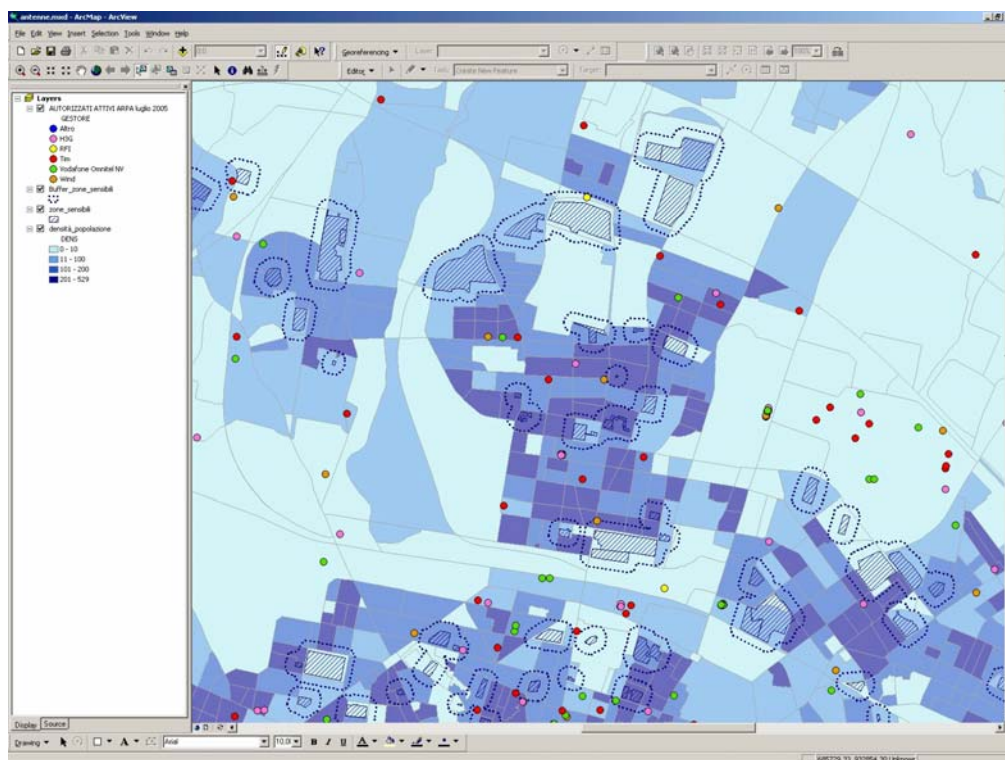 antenne.mxd - ArcMap - ArcView
File Edit View Insert Selection Tools Window Help
Georeferencing Layer:
Editor Task: Create New Feature Target:
Layers
AUTORIZZATI ATTIVI ARPA luglio 2005
GESTORE
Altro
H3G
RFI
Tim
Vodafone Omnitel NV
Wind
Buffer_zone_sensibili
zone_sensibili
densità_popolazione
DENS
0 - 10
11 - 100
101 - 200
201 - 529
Display Source
Drawing A Arial 10 B I U A